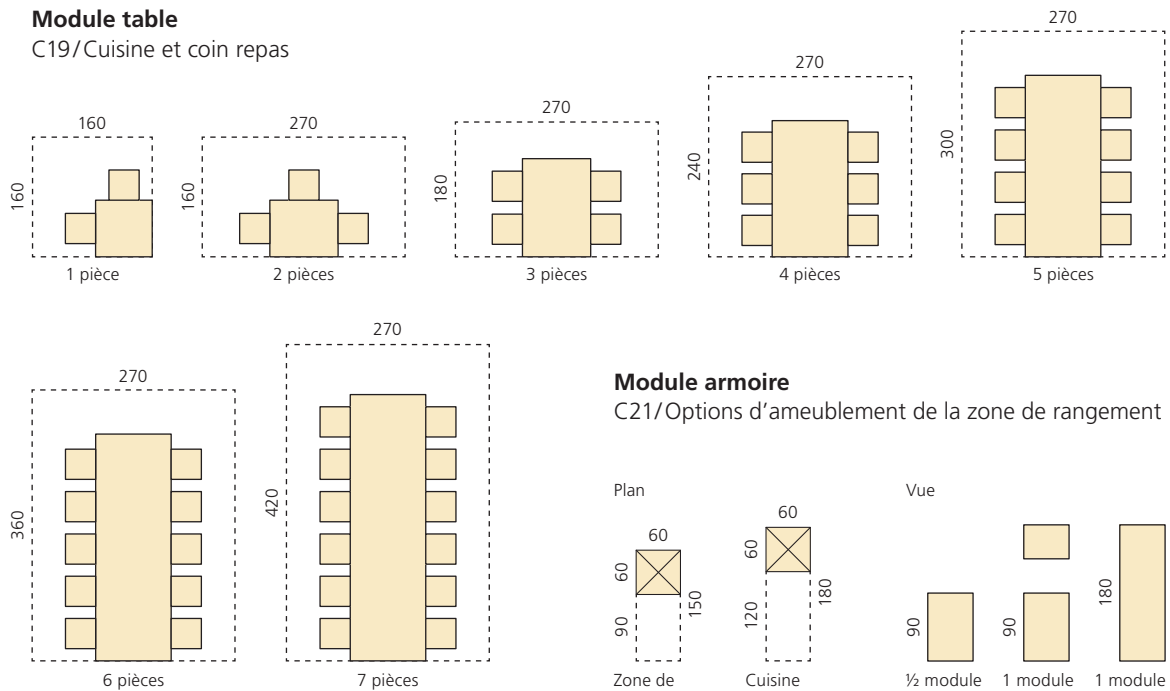 Module table
C19/Cuisine et coin repas
160
160
1 pièce
270
160
2 pièces
270
180
3 pièces
270
240
4 pièces
270
300
5 pièces
270
360
6 pièces
270
420
7 pièces
Module armoire
C21/Options d'ameublement de la zone de rangement
Plan
60
60
90
150
Zone de
60
60
120
180
Cuisine
Vue
90
½ module
90
1 module
180
1 module